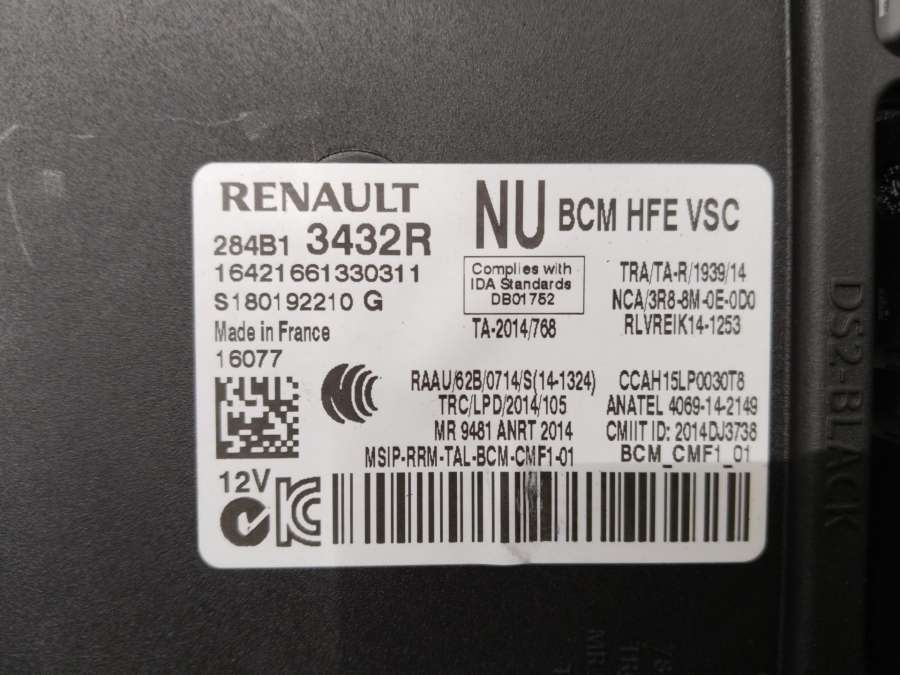 RENAULT
NU BCM HFE VSC
284B1 3432R
16421661330311
S180192210 G
Made in France
16077
Complies with
IDA Standards
DB01752
TA-2014/768
TRA/TA-R/1939/14
NCA/3R8-8M-0E-0D0
RLVREIK14-1253
RAAU/62B/0714/S(14-1324)
TRC/LPD/2014/105
MR 9481 ANRT 2014
MSIP-RRM-TAL-BCM-CMF1-01
CCAH15LP0030T8
ANATEL 4069-14-2149
CMIIT ID: 2014DJ3738
BCM_CMF1_01
12V
DS2-BLACK